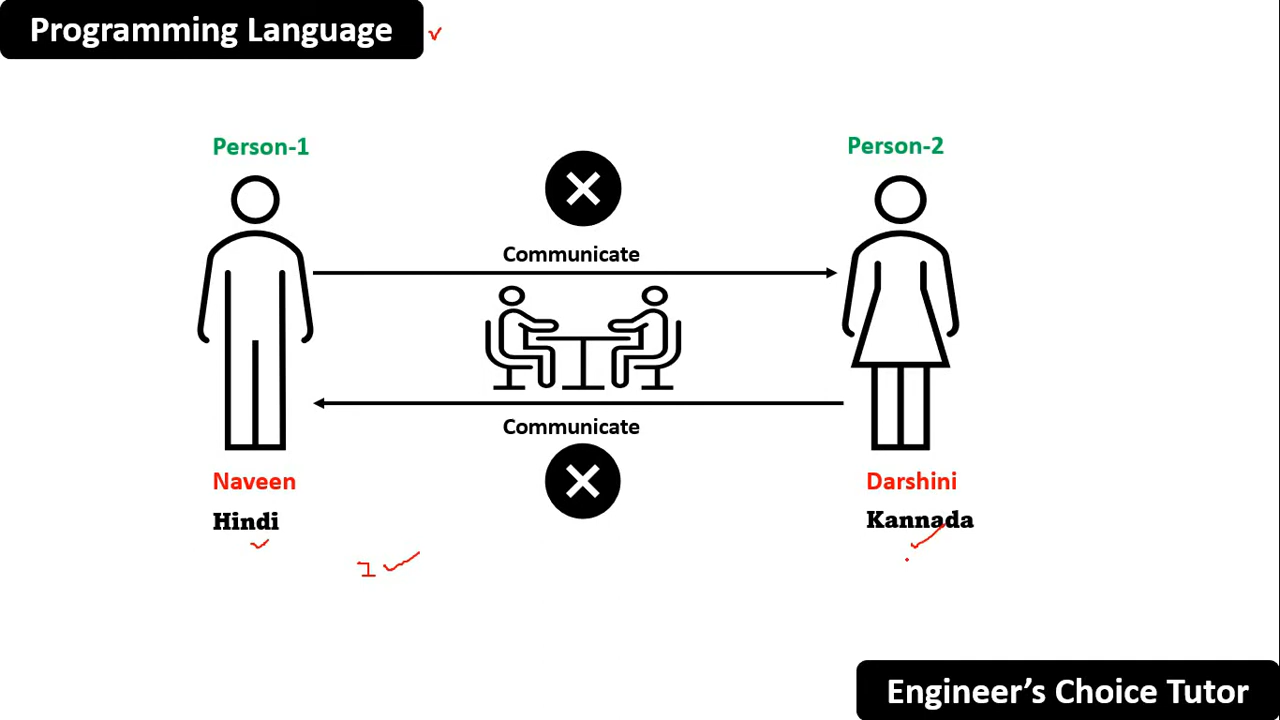 Programming Language
Person-1
Person-2
Communicate
Communicate
Naveen
Darshini
Hindi
Kannada
Engineer's Choice Tutor